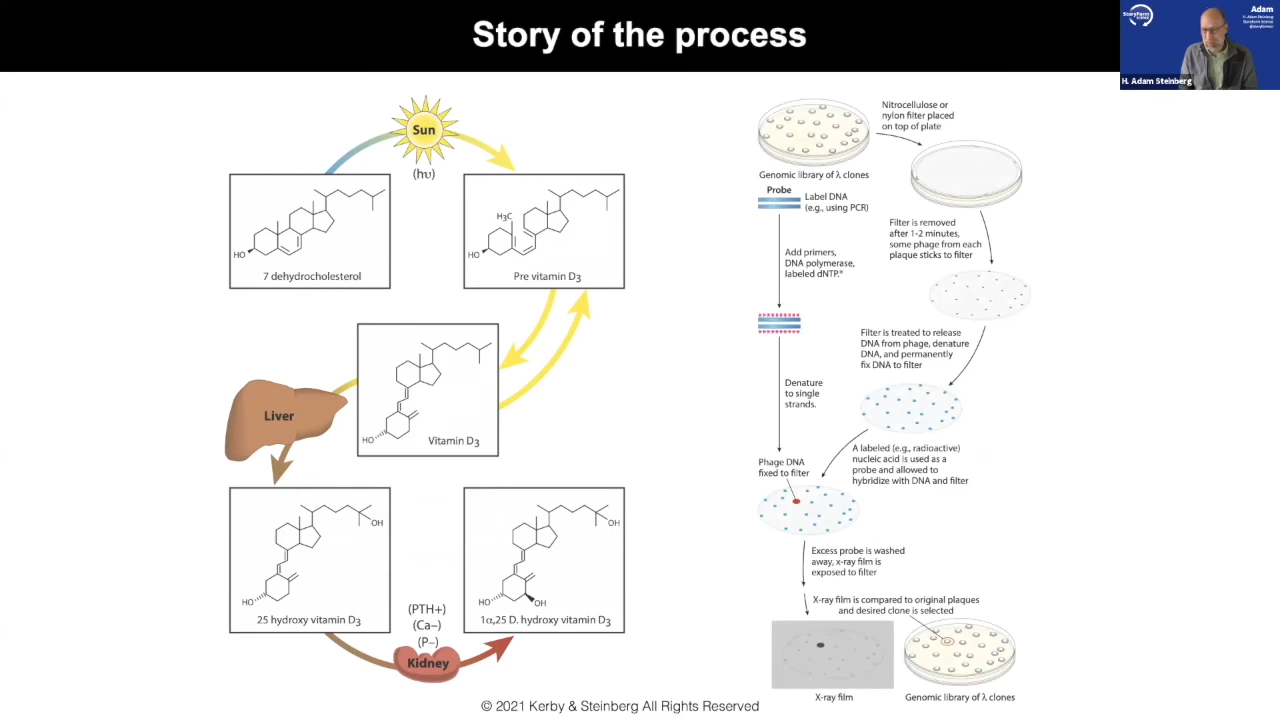 Story of the process
StoryForm
SCIENCE
Adam
H. Adam Steinberg
StoryForm Science
H. Adam Steinberg
Sun
(hυ)
HO
7 dehydrocholesterol
H₃C
HO
Pre vitamin D₃
HO
Vitamin D₃
Liver
OH
HO
25 hydroxy vitamin D₃
OH
HO
OH
1α,25 D. hydroxy vitamin D₃
(PTH+)
(Ca–)
(P–)
Kidney
Nitrocellulose or
nylon filter placed
on top of plate
Genomic library of λ clones
Probe
Label DNA
(e.g., using PCR)
Filter is removed
after 1-2 minutes,
some phage from each
plaque sticks to filter
Add primers,
DNA polymerase,
labeled dNTP.*
Filter is treated to release
DNA from phage, denature
DNA, and permanently
fix DNA to filter
Denature
to single
strands.
A labeled (e.g., radioactive)
nucleic acid is used as a
probe and allowed to
hybridize with DNA and filter
Phage DNA
fixed to filter
Excess probe is washed
away, x-ray film is
exposed to filter
X-ray film is compared to original plaques
and desired clone is selected
X-ray film
Genomic library of λ clones
© 2021 Kerby & Steinberg All Rights Reserved